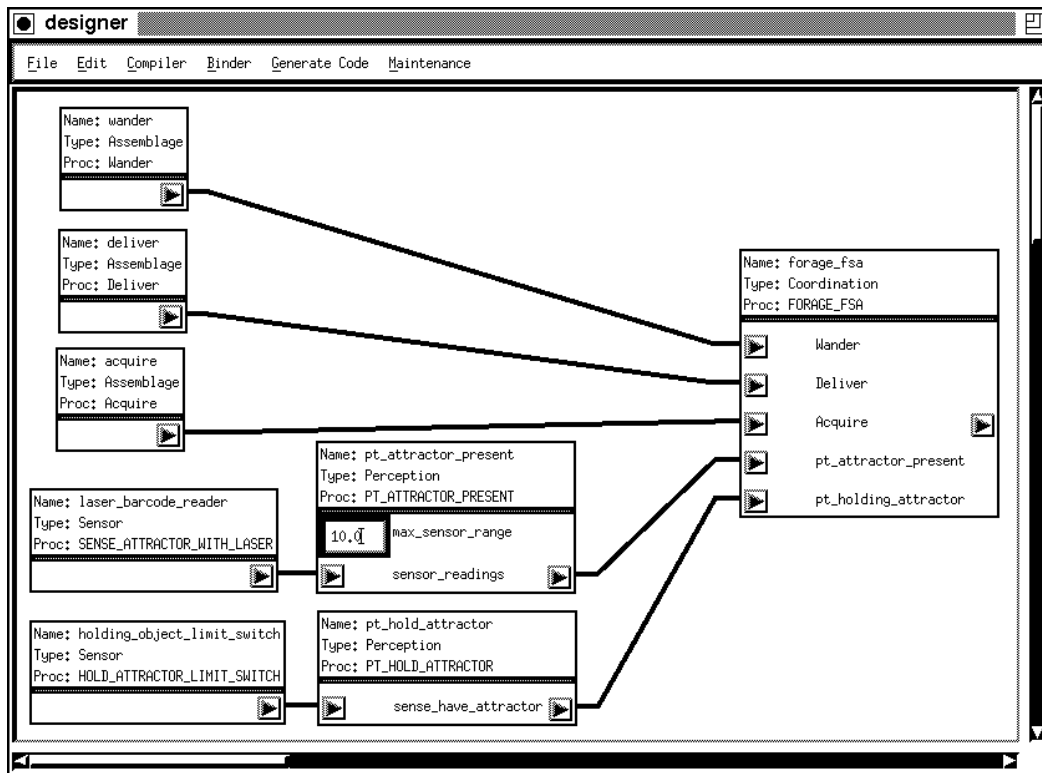 designer
File Edit Compiler Binder Generate Code Maintenance
Name: wander
Type: Assemblage
Proc: Wander
Name: deliver
Type: Assemblage
Proc: Deliver
Name: acquire
Type: Assemblage
Proc: Acquire
Name: forage_fsa
Type: Coordination
Proc: FORAGE_FSA
Wander
Deliver
Acquire
pt_attractor_present
pt_holding_attractor
Name: pt_attractor_present
Type: Perception
Proc: PT_ATTRACTOR_PRESENT
10.0 max_sensor_range
sensor_readings
Name: laser_barcode_reader
Type: Sensor
Proc: SENSE_ATTRACTOR_WITH_LASER
Name: holding_object_limit_switch
Type: Sensor
Proc: HOLD_ATTRACTOR_LIMIT_SWITCH
Name: pt_hold_attractor
Type: Perception
Proc: PT_HOLD_ATTRACTOR
sense_have_attractor